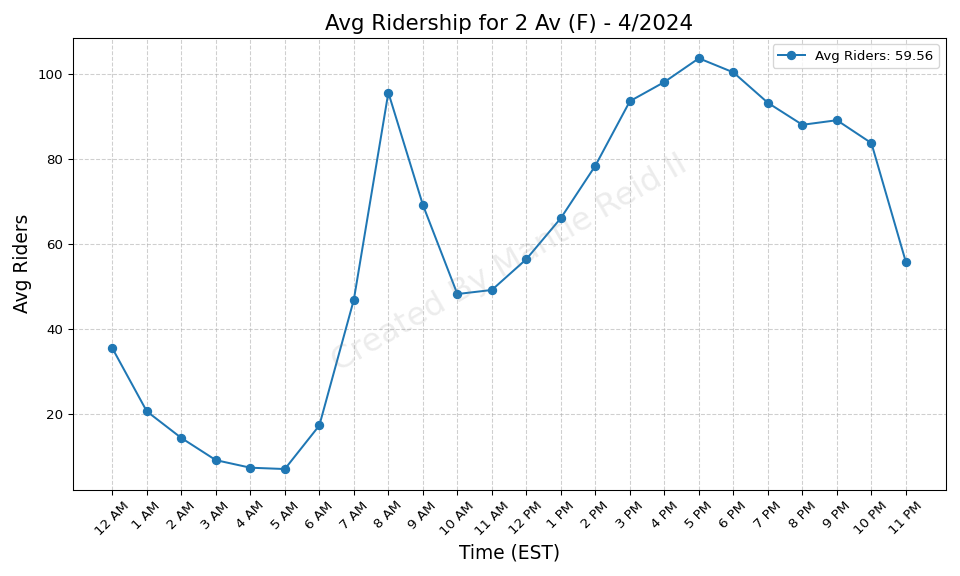 Avg Ridership for 2 Av (F) - 4/2024
Avg Riders: 59.56
Avg Riders
100
80
60
40
20
Created By Mantie Reid II
12 AM
1 AM
2 AM
3 AM
4 AM
5 AM
6 AM
7 AM
8 AM
9 AM
10 AM
11 AM
12 PM
1 PM
2 PM
3 PM
4 PM
5 PM
6 PM
7 PM
8 PM
9 PM
10 PM
11 PM
Time (EST)